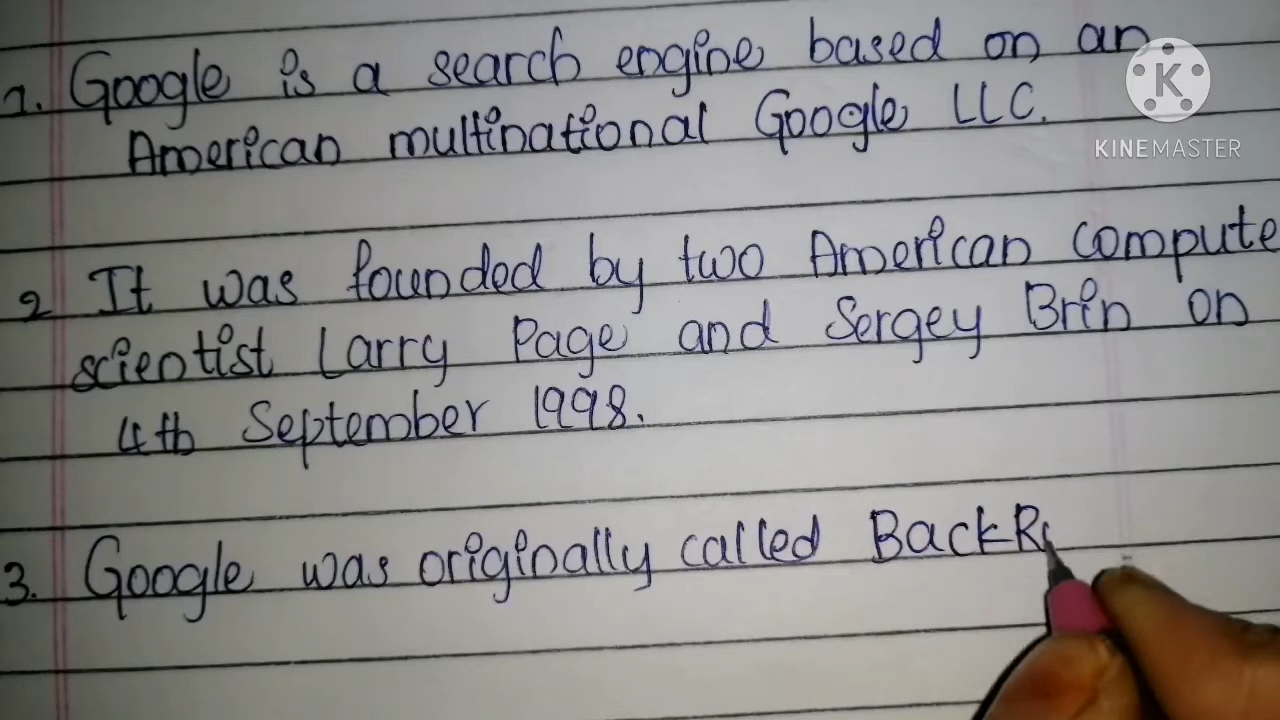 1. Google is a search engine based on an
American multinational Google LLC.
2 It was founded by two American compute
scientist Larry Page and Sergey Brin on
4th September 1998.
3. Google was originally called BackR
K
KINEMASTER